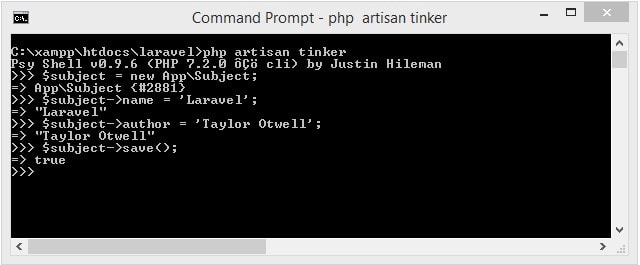 Command Prompt - php artisan tinker
C:\xampp\htdocs\laravel>php artisan tinker
Psy Shell v0.9.6 (PHP 7.2.0 ÔÇö cli) by Justin Hileman
>>> $subject = new App\Subject;
=> App\Subject {#2881}
>>> $subject->name = 'Laravel';
=> "Laravel"
>>> $subject->author = 'Taylor Otwell';
=> "Taylor Otwell"
>>> $subject->save();
=> true
>>>